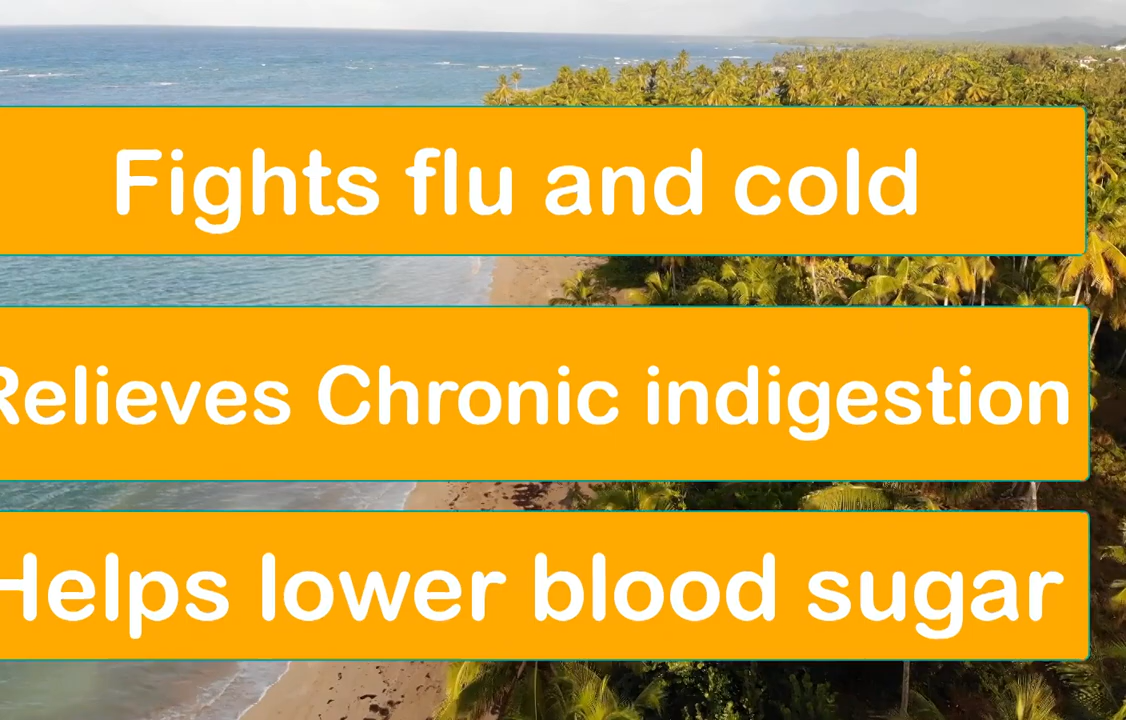 Fights flu and cold
Relieves Chronic indigestion
Helps lower blood sugar